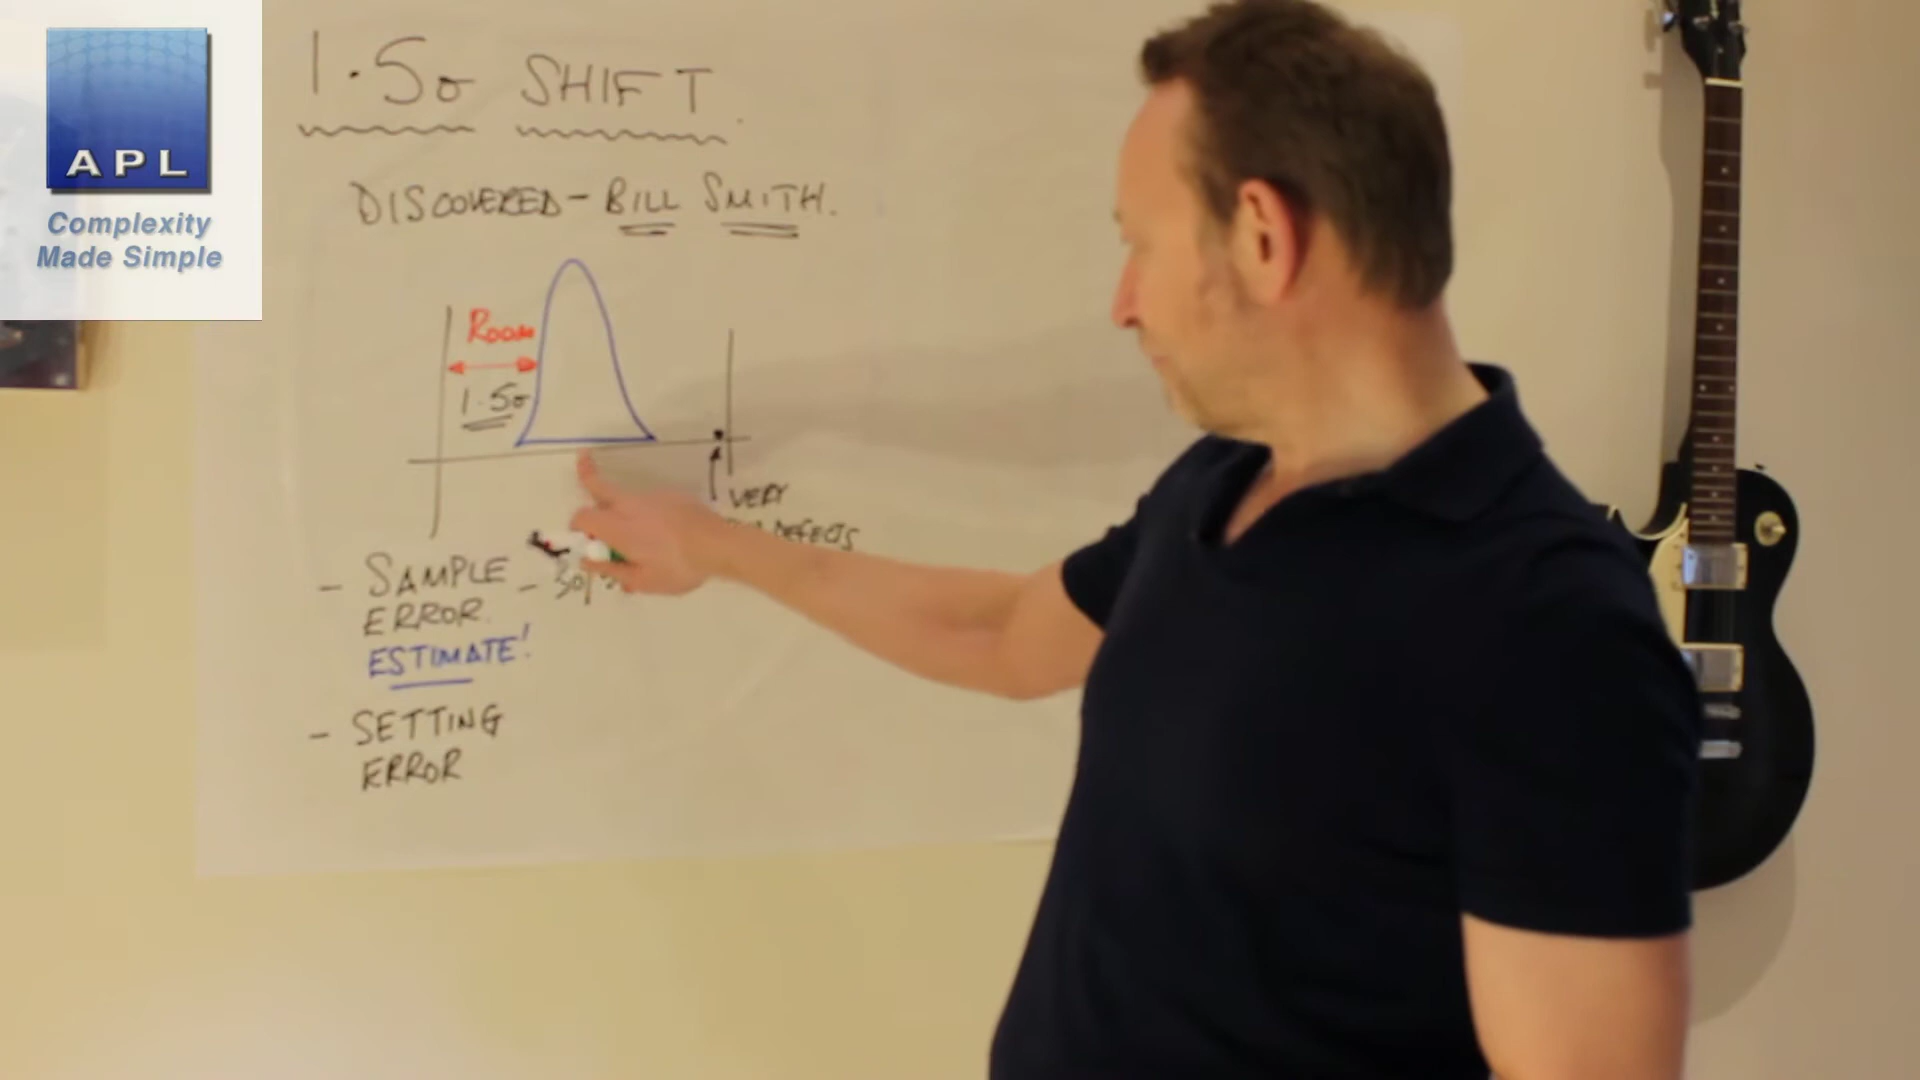 APL
Complexity
Made Simple
1.5σ SHIFT.
DISCOVERED - BILL SMITH.
ROOM
1.5σ
VERY
DEFECTS
- SAMPLE
ERROR.
ESTIMATE!
- SETTING
ERROR